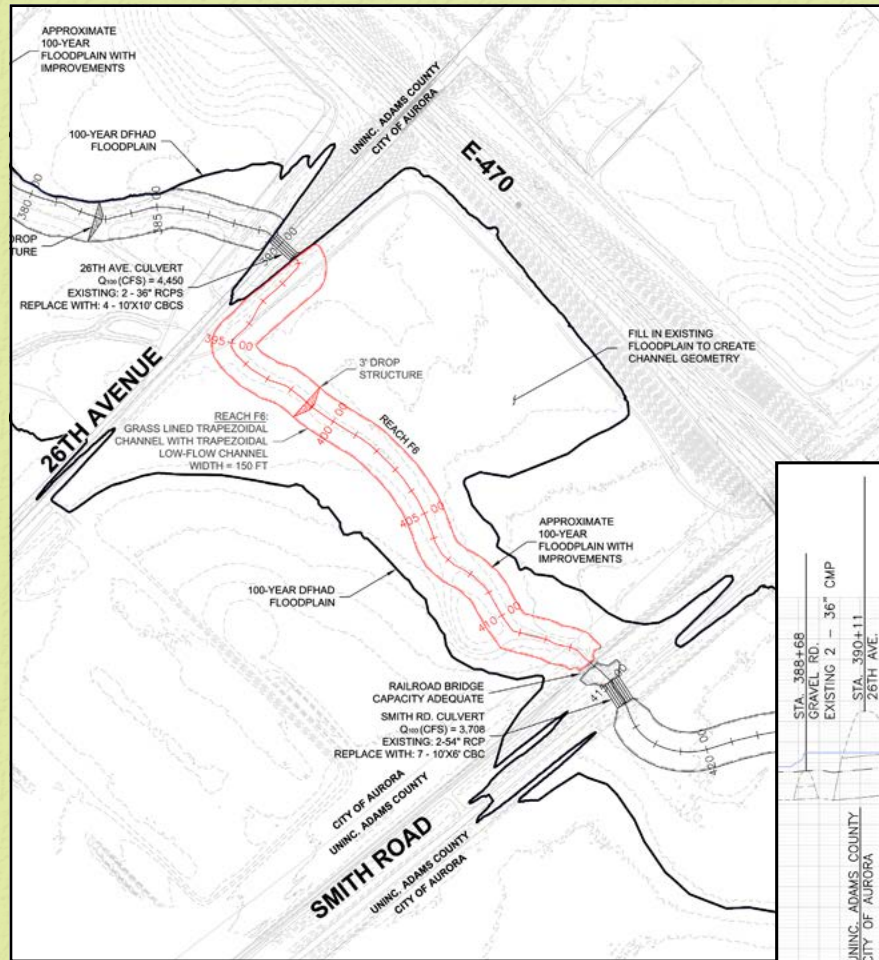 APPROXIMATE
100-YEAR
FLOODPLAIN WITH
IMPROVEMENTS
UNINC. ADAMS COUNTY
CITY OF AURORA
100-YEAR DFHAD
FLOODPLAIN
E-470
380+00
385+00
DROP
TURE
390+00
26TH AVE. CULVERT
Q100 (CFS) = 4,450
EXISTING: 2 - 36" RCPS
REPLACE WITH: 4 - 10'X10' CBCS
395+00
FILL IN EXISTING
FLOODPLAIN TO CREATE
CHANNEL GEOMETRY
26TH AVENUE
3' DROP
STRUCTURE
REACH F6:
GRASS LINED TRAPEZOIDAL
CHANNEL WITH TRAPEZOIDAL
LOW-FLOW CHANNEL
WIDTH = 150 FT
400+00
REACH F6
405+00
APPROXIMATE
100-YEAR
FLOODPLAIN WITH
IMPROVEMENTS
100-YEAR DFHAD
FLOODPLAIN
410+00
RAILROAD BRIDGE
CAPACITY ADEQUATE
SMITH RD. CULVERT
Q100 (CFS) = 3,708
EXISTING: 2-54" RCP
REPLACE WITH: 7 - 10'X6' CBC
420+00
CITY OF AURORA
UNINC. ADAMS COUNTY
SMITH ROAD
UNINC. ADAMS COUNTY
CITY OF AURORA
STA. 388+68
GRAVEL RD.
EXISTING 2 - 36" CMP
STA. 390+11
26TH AVE.
UNINC. ADAMS COUNTY
CITY OF AURORA